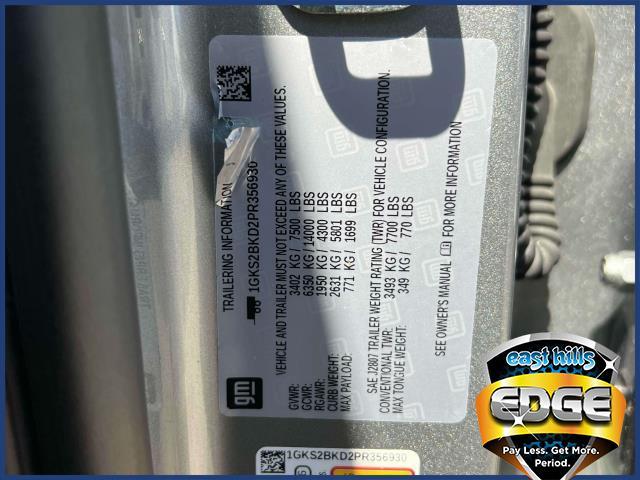 TRAILERING INFORMATION
1GKS2BKD2PR356930
VEHICLE AND TRAILER MUST NOT EXCEED ANY OF THESE VALUES.
GVWR: 3402 KG / 7500 LBS
GCWR: 6350 KG / 14000 LBS
RGAWR: 1950 KG / 4300 LBS
CURB WEIGHT: 2631 KG / 5801 LBS
MAX PAYLOAD: 771 KG / 1699 LBS
SAE J2807 TRAILER WEIGHT RATING (TWR) FOR VEHICLE CONFIGURATION.
CONVENTIONAL TWR: 3493 KG / 7700 LBS
MAX TONGUE WEIGHT: 349 KG / 770 LBS
SEE OWNER'S MANUAL FOR MORE INFORMATION
gm
1GKS2BKD2PR356930
east hills
EDGE
Pay Less. Get More.
Period.